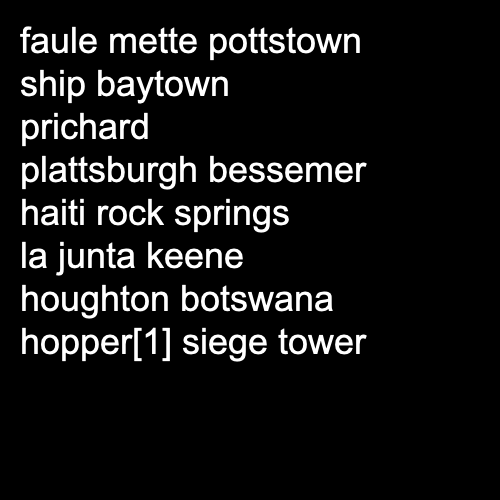 faule mette pottstown
ship baytown
prichard
plattsburgh bessemer
haiti rock springs
la junta keene
houghton botswana
hopper[1] siege tower